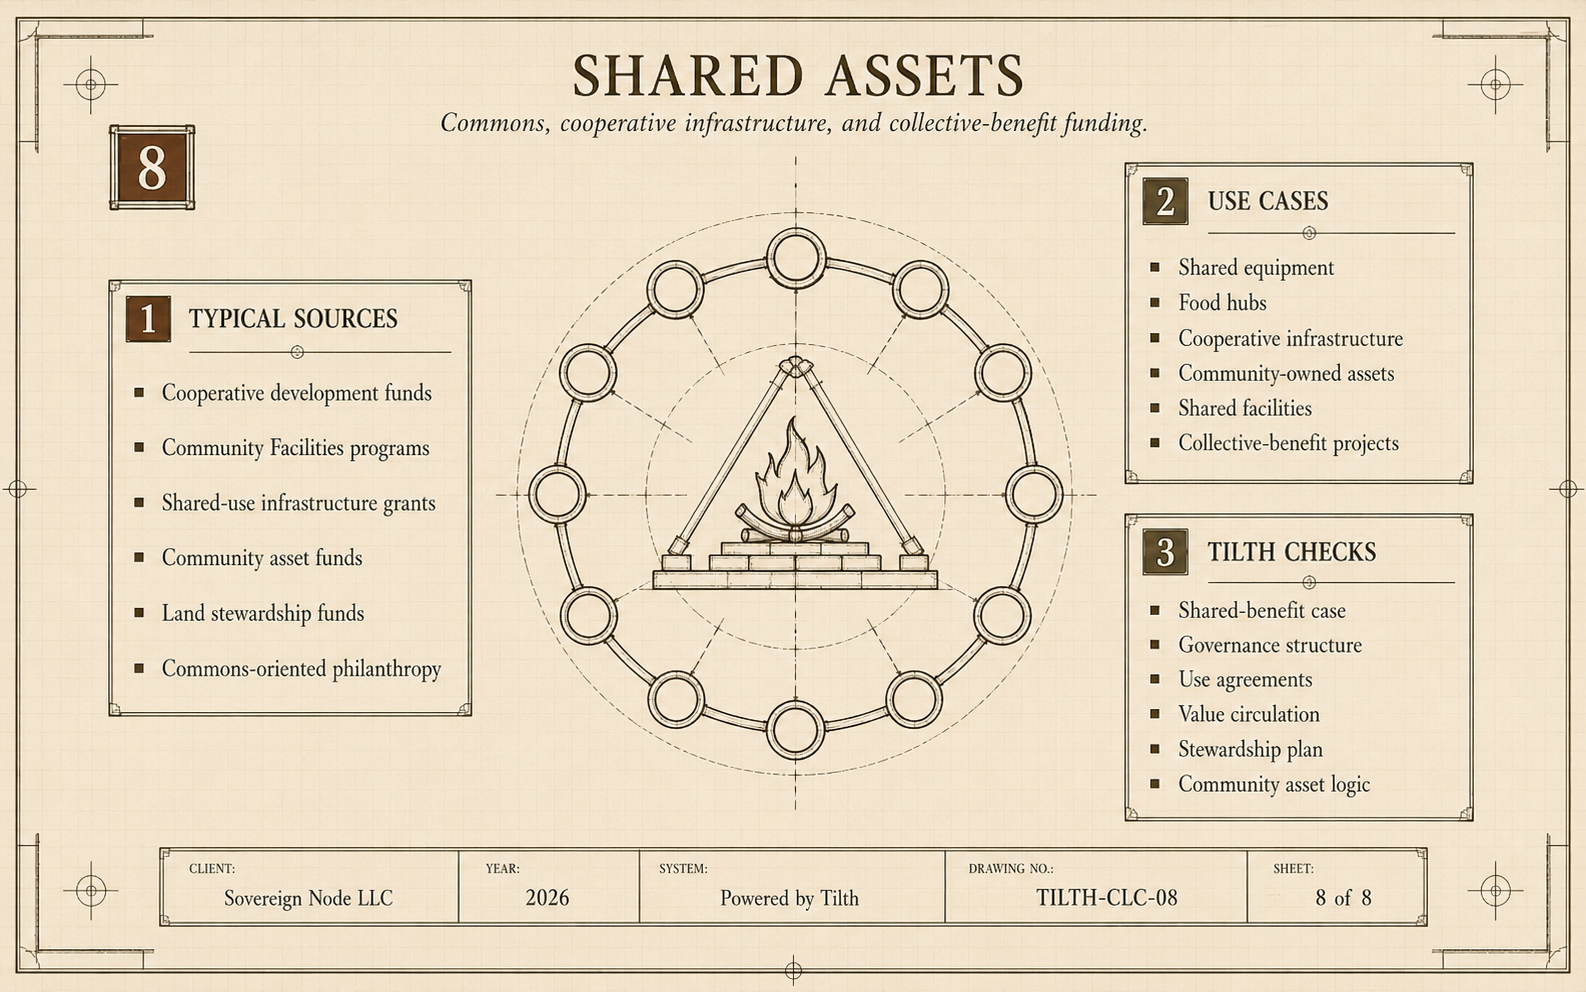 SHARED ASSETS
Commons, cooperative infrastructure, and collective-benefit funding.
8
1
TYPICAL SOURCES
Cooperative development funds
Community Facilities programs
Shared-use infrastructure grants
Community asset funds
Land stewardship funds
Commons-oriented philanthropy
2
USE CASES
Shared equipment
Food hubs
Cooperative infrastructure
Community-owned assets
Shared facilities
Collective-benefit projects
3
TILTH CHECKS
Shared-benefit case
Governance structure
Use agreements
Value circulation
Stewardship plan
Community asset logic
CLIENT:
Sovereign Node LLC
YEAR:
2026
SYSTEM:
Powered by Tilth
DRAWING NO.:
TILTH-CLC-08
SHEET:
8 of 8